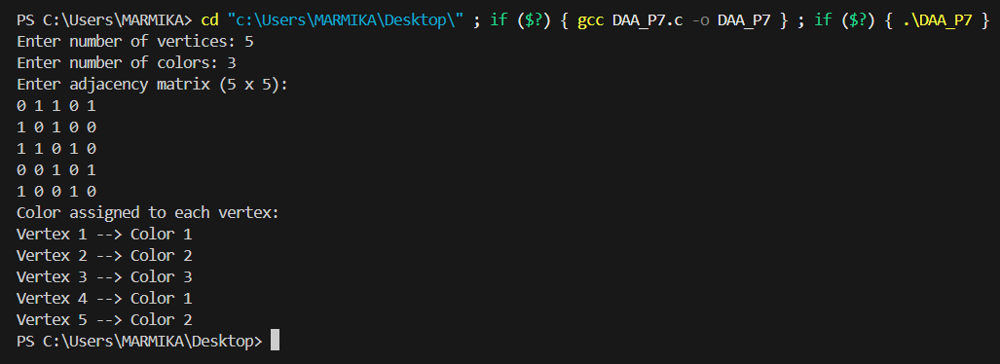 PS C:\Users\MARMIKA> cd "c:\Users\MARMIKA\Desktop\" ; if ($?) { gcc DAA_P7.c -o DAA_P7 } ; if ($?) { .\DAA_P7 }
Enter number of vertices: 5
Enter number of colors: 3
Enter adjacency matrix (5 x 5):
0 1 1 0 1
1 0 1 0 0
1 1 0 1 0
0 0 1 0 1
1 0 0 1 0
Color assigned to each vertex:
Vertex 1 --> Color 1
Vertex 2 --> Color 2
Vertex 3 --> Color 3
Vertex 4 --> Color 1
Vertex 5 --> Color 2
PS C:\Users\MARMIKA\Desktop>